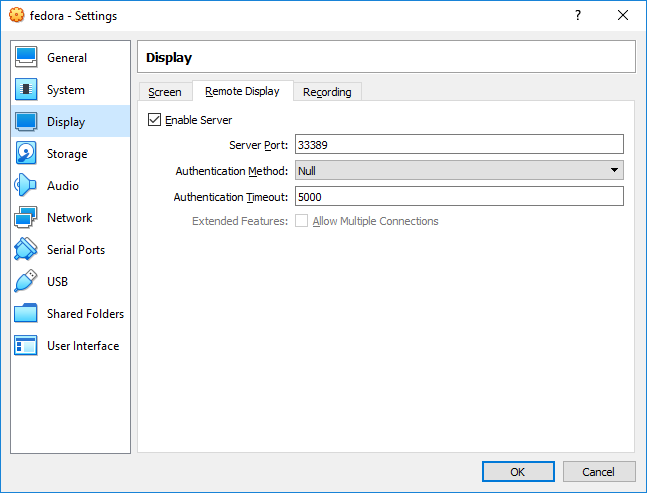 fedora - Settings
?
General
System
Display
Storage
Audio
Network
Serial Ports
USB
Shared Folders
User Interface
Display
Screen Remote Display Recording
Enable Server
Server Port: 33389
Authentication Method: Null
Authentication Timeout: 5000
Extended Features: Allow Multiple Connections
OK Cancel